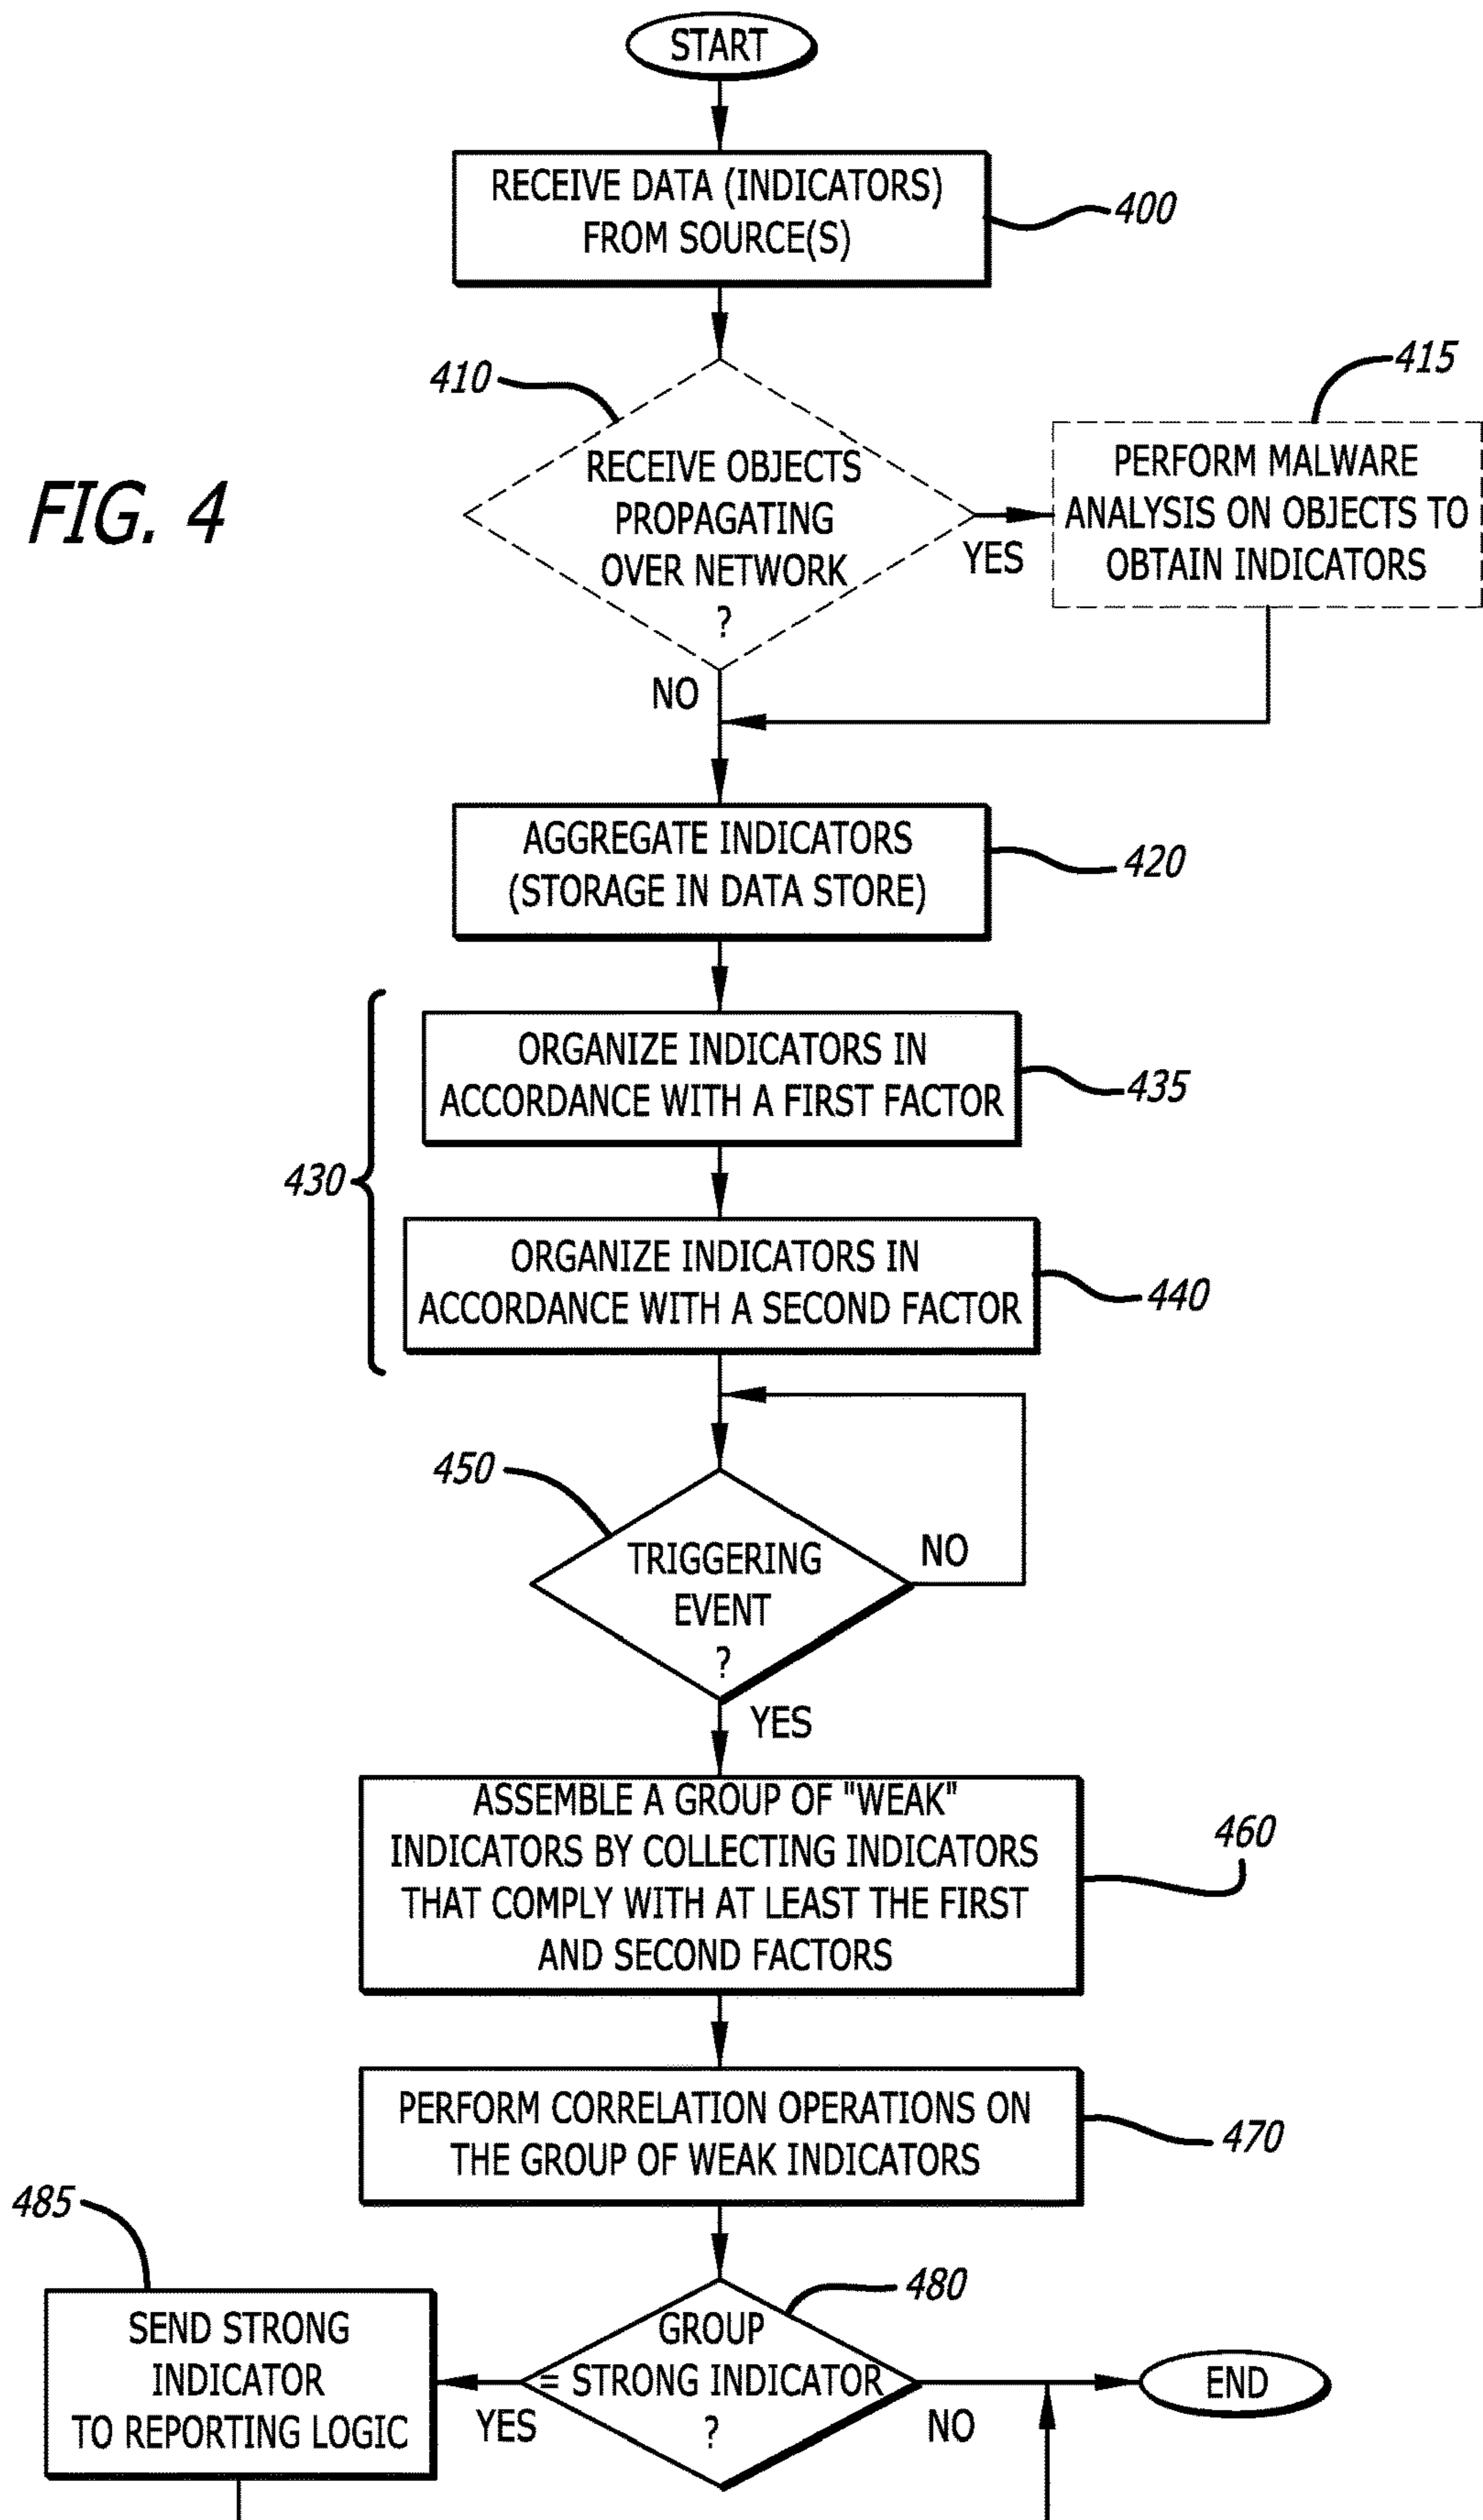 START
RECEIVE DATA (INDICATORS)
FROM SOURCE(S)
400
410
RECEIVE OBJECTS
PROPAGATING
OVER NETWORK
?
YES
NO
415
PERFORM MALWARE
ANALYSIS ON OBJECTS TO
OBTAIN INDICATORS
FIG. 4
AGGREGATE INDICATORS
(STORAGE IN DATA STORE)
420
430
ORGANIZE INDICATORS IN
ACCORDANCE WITH A FIRST FACTOR
435
ORGANIZE INDICATORS IN
ACCORDANCE WITH A SECOND FACTOR
440
450
TRIGGERING
EVENT
?
NO
YES
ASSEMBLE A GROUP OF "WEAK"
INDICATORS BY COLLECTING INDICATORS
THAT COMPLY WITH AT LEAST THE FIRST
AND SECOND FACTORS
460
PERFORM CORRELATION OPERATIONS ON
THE GROUP OF WEAK INDICATORS
470
485
SEND STRONG
INDICATOR
TO REPORTING LOGIC
480
GROUP
= STRONG INDICATOR
?
YES
NO
END